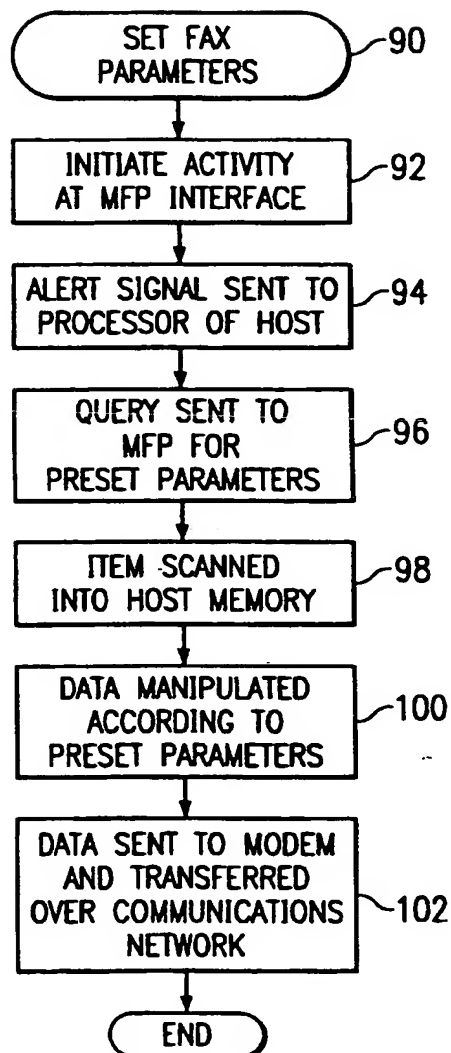 SET FAX
PARAMETERS
90
INITIATE ACTIVITY
AT MFP INTERFACE
92
ALERT SIGNAL SENT TO
PROCESSOR OF HOST
94
QUERY SENT TO
MFP FOR
PRESET PARAMETERS
96
ITEM SCANNED
INTO HOST MEMORY
98
DATA MANIPULATED
ACCORDING TO
PRESET PARAMETERS
100
DATA SENT TO MODEM
AND TRANSFERRED
OVER COMMUNICATIONS
NETWORK
102
END